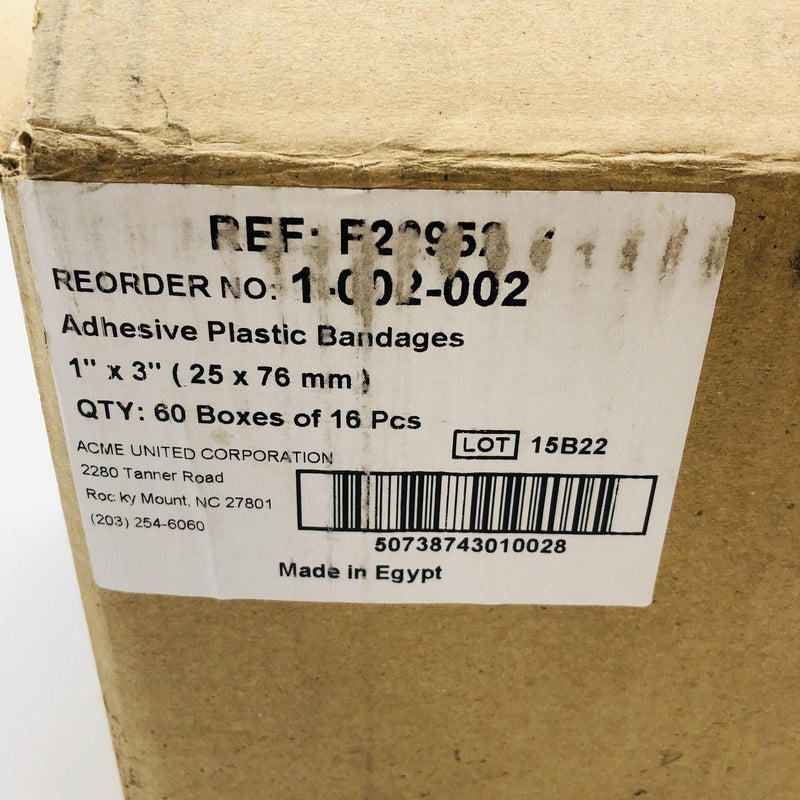 REF:
REORDER NO: 1-002-002
Adhesive Plastic Bandages
1" x 3" ( 25 x 76 mm )
QTY: 60 Boxes of 16 Pcs
ACME UNITED CORPORATION
2280 Tanner Road
Rocky Mount, NC 27801
(203) 254-6060
LOT 15B22
50738743010028
Made in Egypt